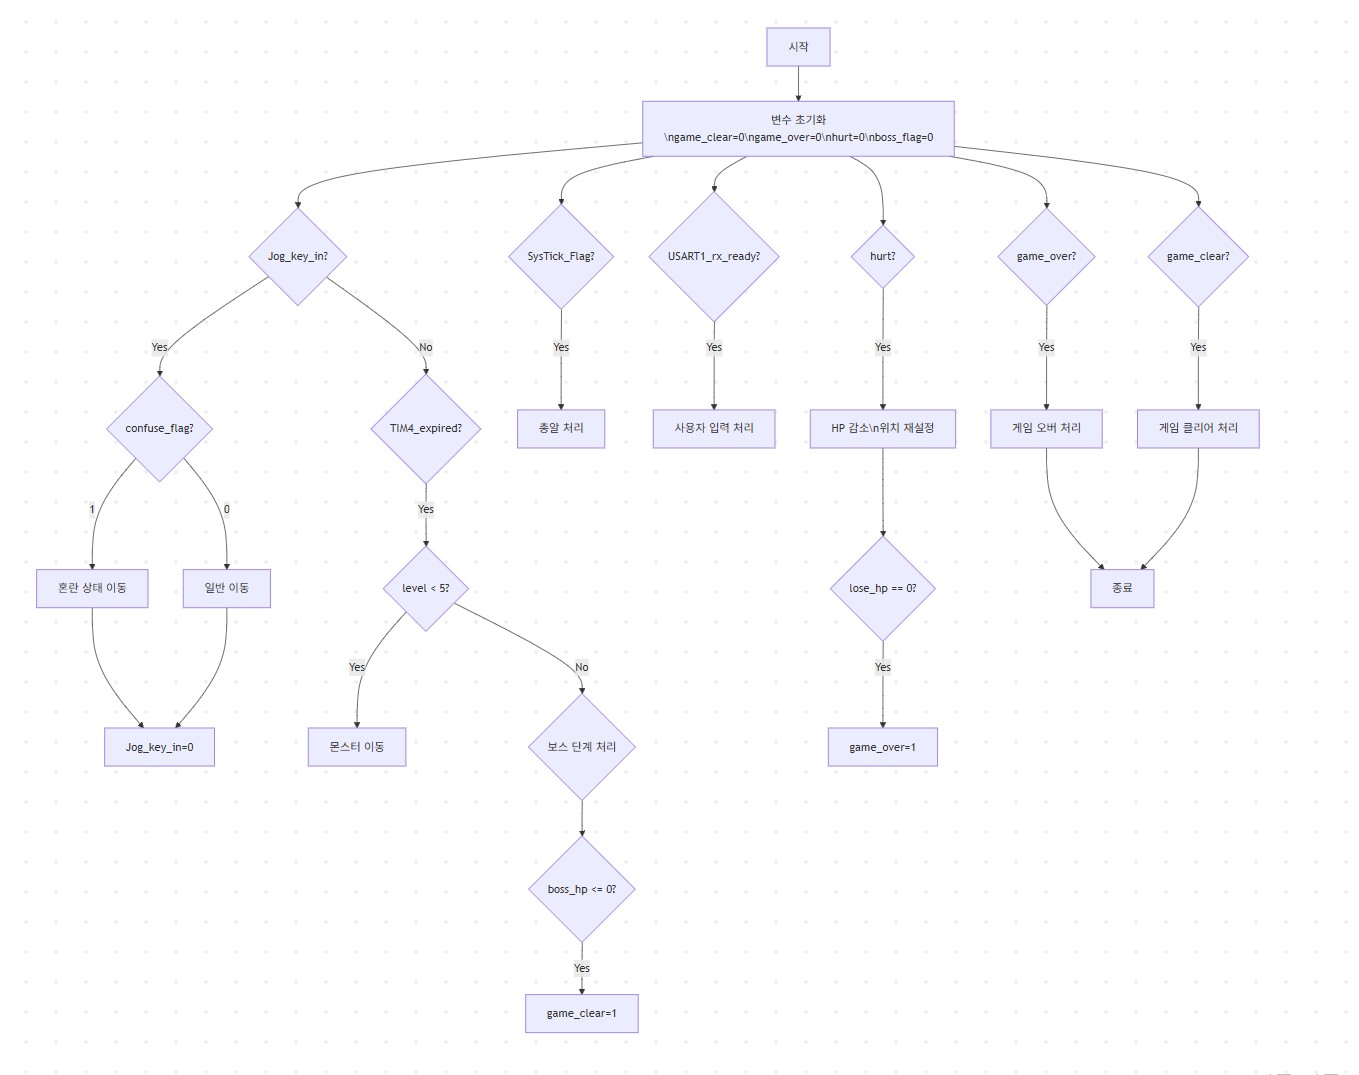 시작
변수 초기화
\ngame_clear=0\ngame_over=0\nhurt=0\nboss_flag=0
Jog_key_in?
SysTick_Flag?
USART1_rx_ready?
hurt?
game_over?
game_clear?
Yes
No
Yes
Yes
Yes
Yes
Yes
confuse_flag?
TIM4_expired?
총알 처리
사용자 입력 처리
HP 감소\n위치 재설정
게임 오버 처리
게임 클리어 처리
1
0
Yes
혼란 상태 이동
일반 이동
level < 5?
lose_hp == 0?
종료
Yes
No
Yes
Jog_key_in=0
몬스터 이동
보스 단계 처리
game_over=1
boss_hp <= 0?
Yes
game_clear=1